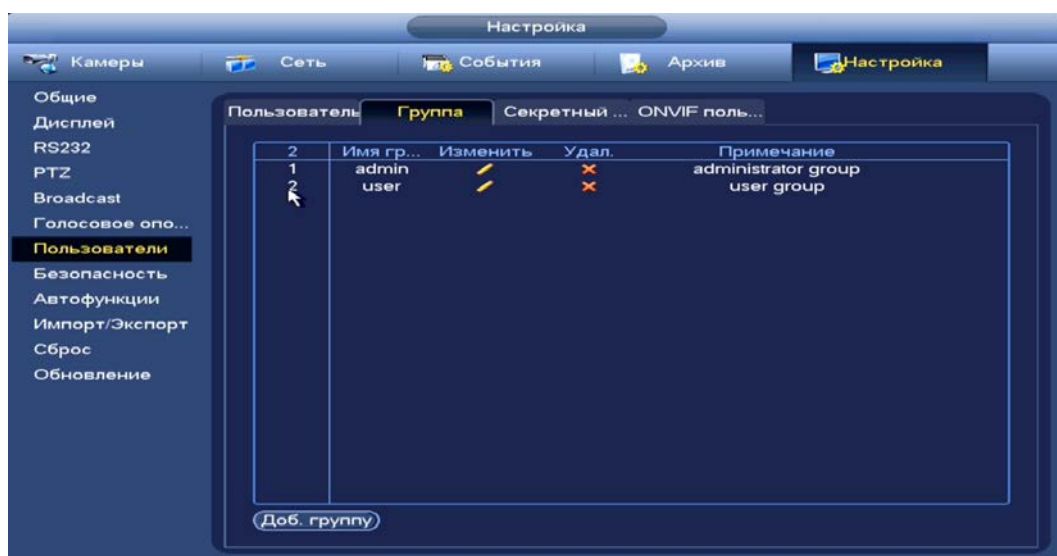 Настройка
Камеры Сеть События Архив Настройка
Общие
Дисплей
RS232
PTZ
Broadcast
Голосовое опо...
Пользователи
Безопасность
Автофункции
Импорт/Экспорт
Сброс
Обновление
Пользователь Группа Секретный ... ONVIF поль...
2 Имя гр... Изменить Удал. Примечание
1 admin administrator group
2 user user group
Доб. группу